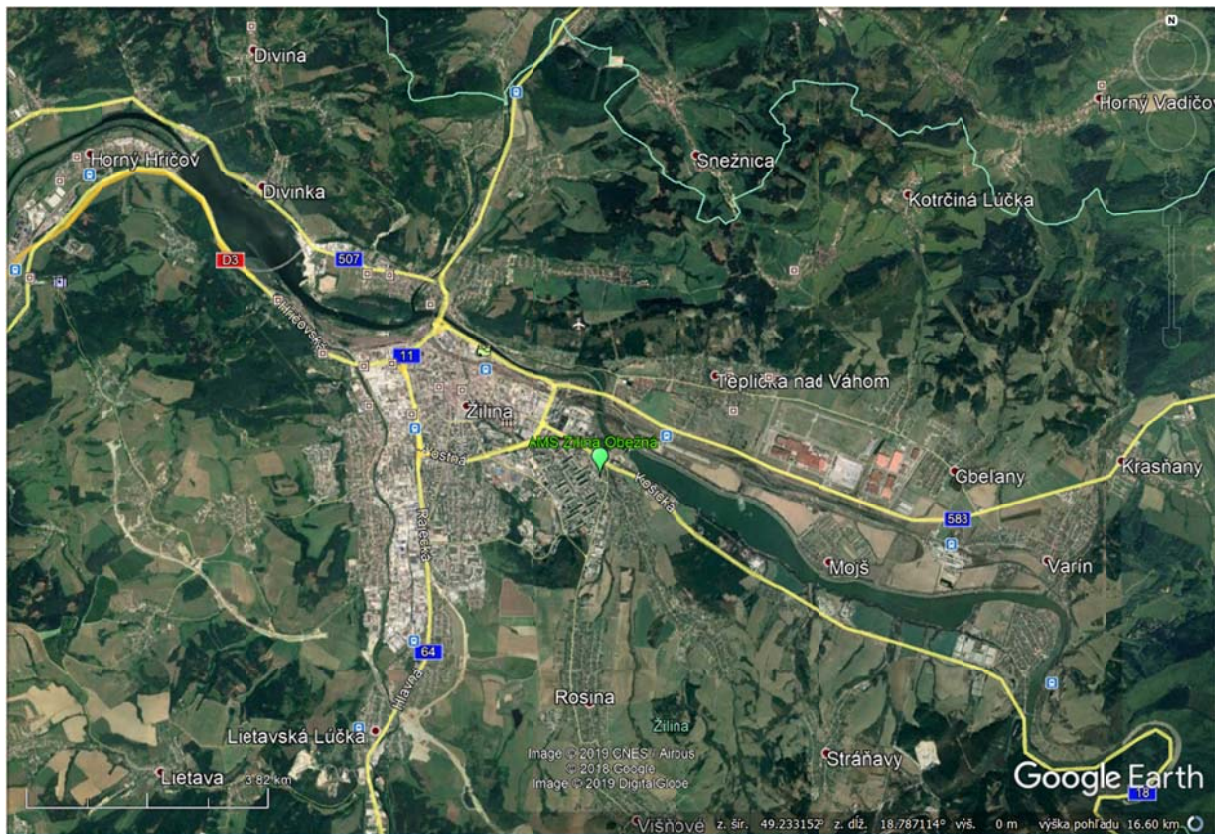 N
Divina
Horný Vadičov
Horný Hričov
Snežnica
Divinka
Kotrčiná Lúčka
D3
507
Hričovská
11
Teplička nad Váhom
Žilina
AMS Žilina Obežná
Ostná
Košická
Gbeľany
Krasňany
583
Rajecká
Mojš
Varín
64
Hlavná
Rosina
Žilina
Lietavská Lúčka
Image © 2019 CNES / Airbus
© 2018 Google
Image © 2019 DigitalGlobe
Stráňavy
Lietava
3.82 km
Google Earth
18
Višňové
z. šír. 49.233152° z. dĺž. 18.787114° výš. 0 m výška pohľadu 16.60 km